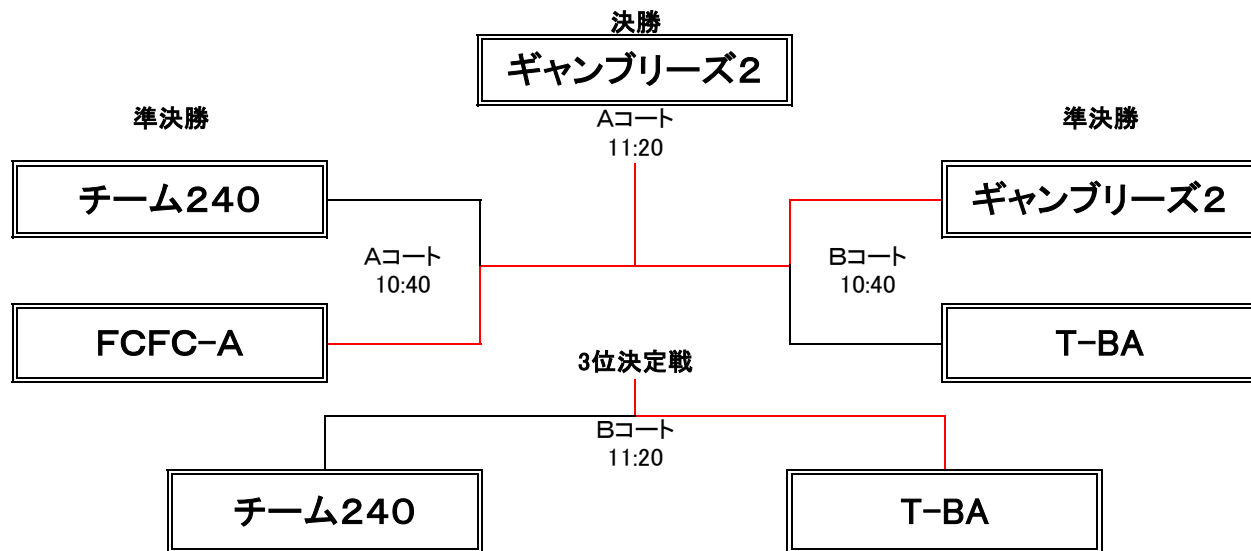 決勝
ギャンブリーズ２
Aコート
11:20
準決勝
準決勝
チーム２４０
ギャンブリーズ２
Aコート
10:40
Bコート
10:40
FCFC-A
T-BA
3位決定戦
Bコート
11:20
チーム２４０
T-BA